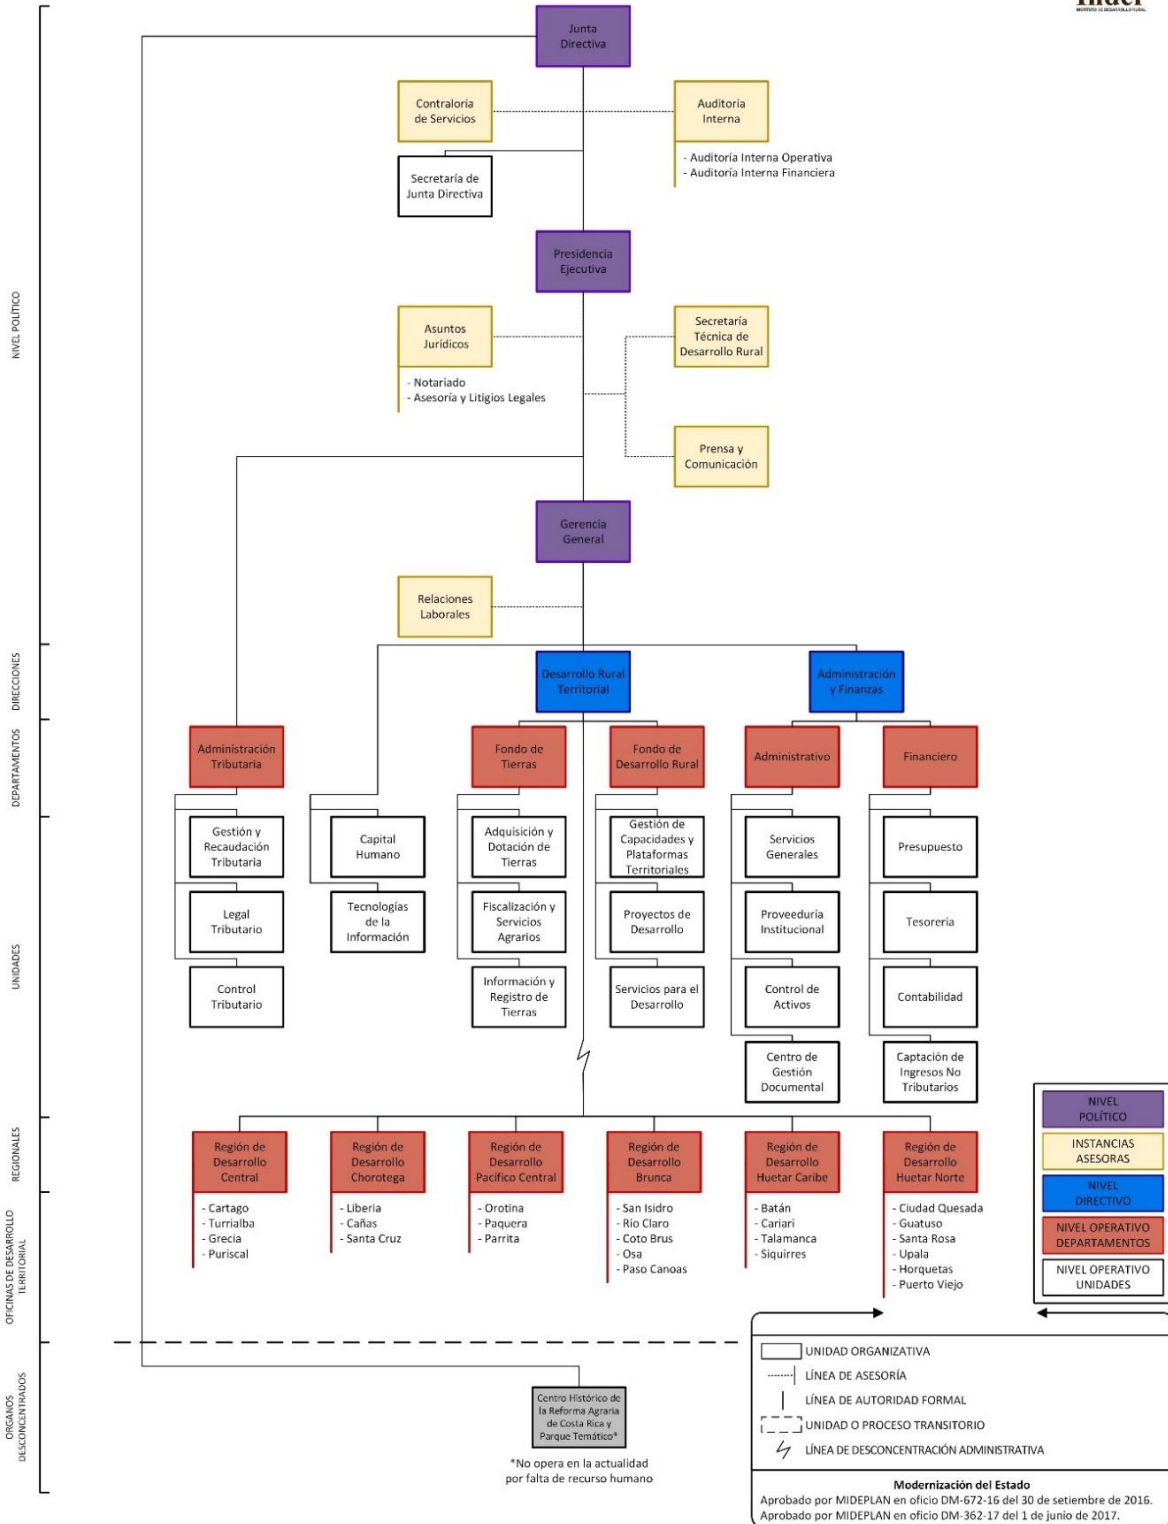 Inder
INSTITUTO DE DESARROLLO RURAL
Junta
Directiva
Contraloría
de Servicios
Auditoria
Interna
- Auditoría Interna Operativa
- Auditoría Interna Financiera
Secretaría de
Junta Directiva
Presidencia
Ejecutiva
NIVEL POLÍTICO
Asuntos
Jurídicos
- Notariado
- Asesoría y Litigios Legales
Secretaría
Técnica de
Desarrollo Rural
Prensa y
Comunicación
Gerencia
General
Relaciones
Laborales
DIRECCIONES
Desarrollo Rural
Territorial
Administración
y Finanzas
DEPARTAMENTOS
Administración
Tributaria
Fondo de
Tierras
Fondo de
Desarrollo Rural
Administrativo
Financiero
UNIDADES
Gestión y
Recaudación
Tributaria
Capital
Humano
Adquisición y
Dotación de
Tierras
Gestión de
Capacidades y
Plataformas
Territoriales
Servicios
Generales
Presupuesto
Legal
Tributario
Tecnologías
de la
Información
Fiscalización y
Servicios
Agrarios
Proyectos de
Desarrollo
Proveeduría
Institucional
Tesorería
Control
Tributario
Información y
Registro de
Tierras
Servicios para el
Desarrollo
Control de
Activos
Contabilidad
Centro de
Gestión
Documental
Captación de
Ingresos No
Tributarios
REGIONALES
Región de
Desarrollo
Central
Región de
Desarrollo
Chorotega
Región de
Desarrollo
Pacífico Central
Región de
Desarrollo
Brunca
Región de
Desarrollo
Huetar Caribe
Región de
Desarrollo
Huetar Norte
OFICINAS DE DESARROLLO
TERRITORIAL
- Cartago
- Turrialba
- Grecia
- Puriscal
- Liberia
- Cañas
- Santa Cruz
- Orotina
- Paquera
- Parrita
- San Isidro
- Río Claro
- Coto Brus
- Osa
- Paso Canoas
- Batán
- Cariari
- Talamanca
- Siquirres
- Ciudad Quesada
- Guatuso
- Santa Rosa
- Upala
- Horquetas
- Puerto Viejo
NIVEL
POLÍTICO
INSTANCIAS
ASESORAS
NIVEL
DIRECTIVO
NIVEL OPERATIVO
DEPARTAMENTOS
NIVEL OPERATIVO
UNIDADES
ORGANOS
DESCONCENTRADOS
Centro Histórico de
la Reforma Agraria
de Costa Rica y
Parque Temático*
*No opera en la actualidad
por falta de recurso humano
UNIDAD ORGANIZATIVA
LÍNEA DE ASESORÍA
LÍNEA DE AUTORIDAD FORMAL
UNIDAD O PROCESO TRANSITORIO
LÍNEA DE DESCONCENTRACIÓN ADMINISTRATIVA
Modernización del Estado
Aprobado por MIDEPLAN en oficio DM-672-16 del 30 de setiembre de 2016.
Aprobado por MIDEPLAN en oficio DM-362-17 del 1 de junio de 2017.